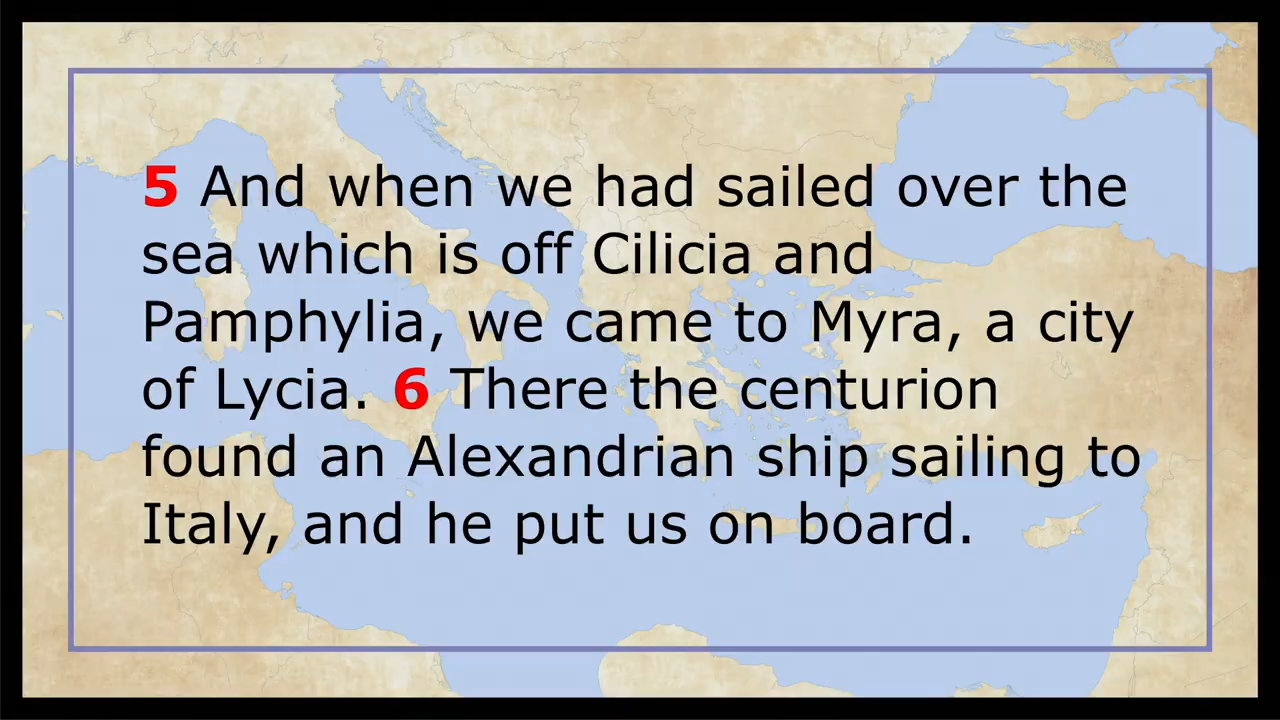 5 And when we had sailed over the
sea which is off Cilicia and
Pamphylia, we came to Myra, a city
of Lycia. 6 There the centurion
found an Alexandrian ship sailing to
Italy, and he put us on board.